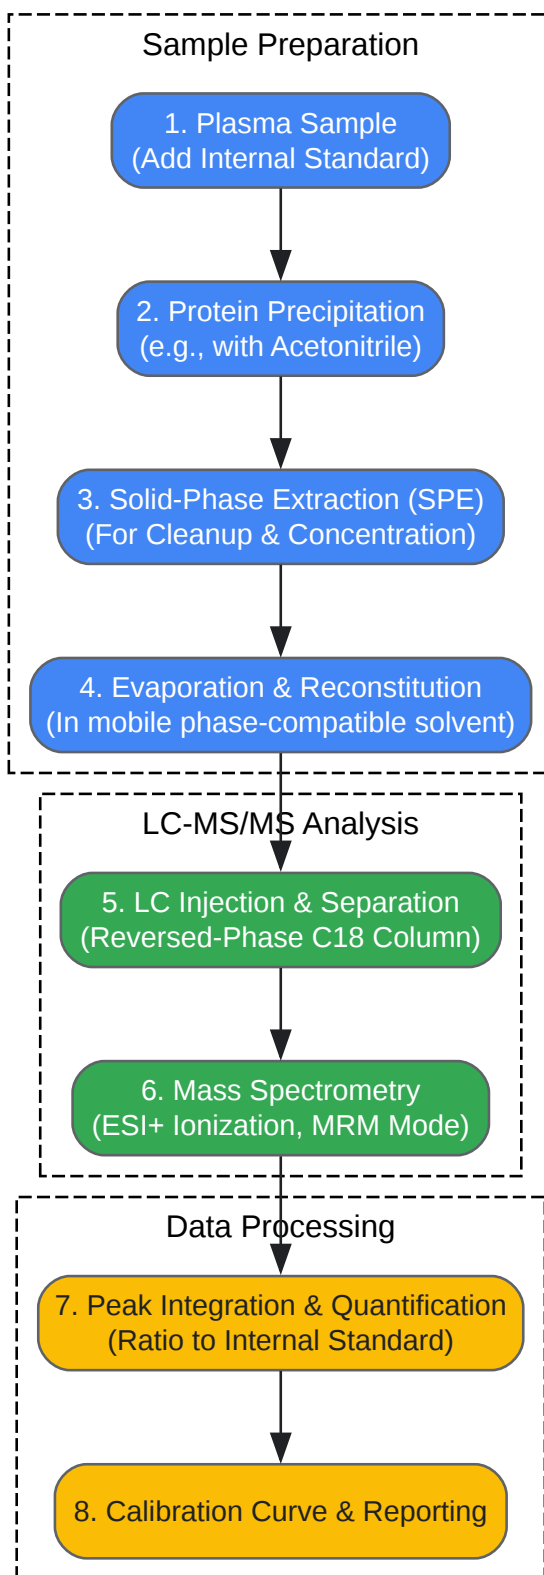 Sample Preparation
1. Plasma Sample
(Add Internal Standard)
2. Protein Precipitation
(e.g., with Acetonitrile)
3. Solid-Phase Extraction (SPE)
(For Cleanup & Concentration)
4. Evaporation & Reconstitution
(In mobile phase-compatible solvent)
LC-MS/MS Analysis
5. LC Injection & Separation
(Reversed-Phase C18 Column)
6. Mass Spectrometry
(ESI+ Ionization, MRM Mode)
Data Processing
7. Peak Integration & Quantification
(Ratio to Internal Standard)
8. Calibration Curve & Reporting